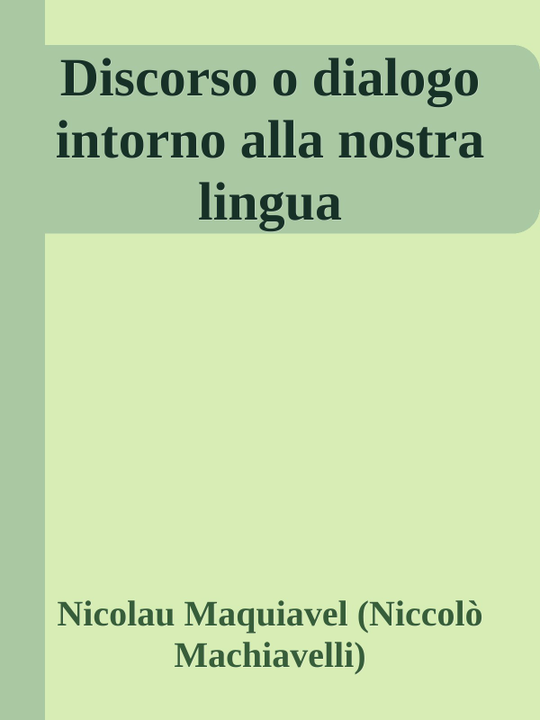 Discorso o dialogo
intorno alla nostra
lingua
Nicolau Maquiavel (Niccolò
Machiavelli)